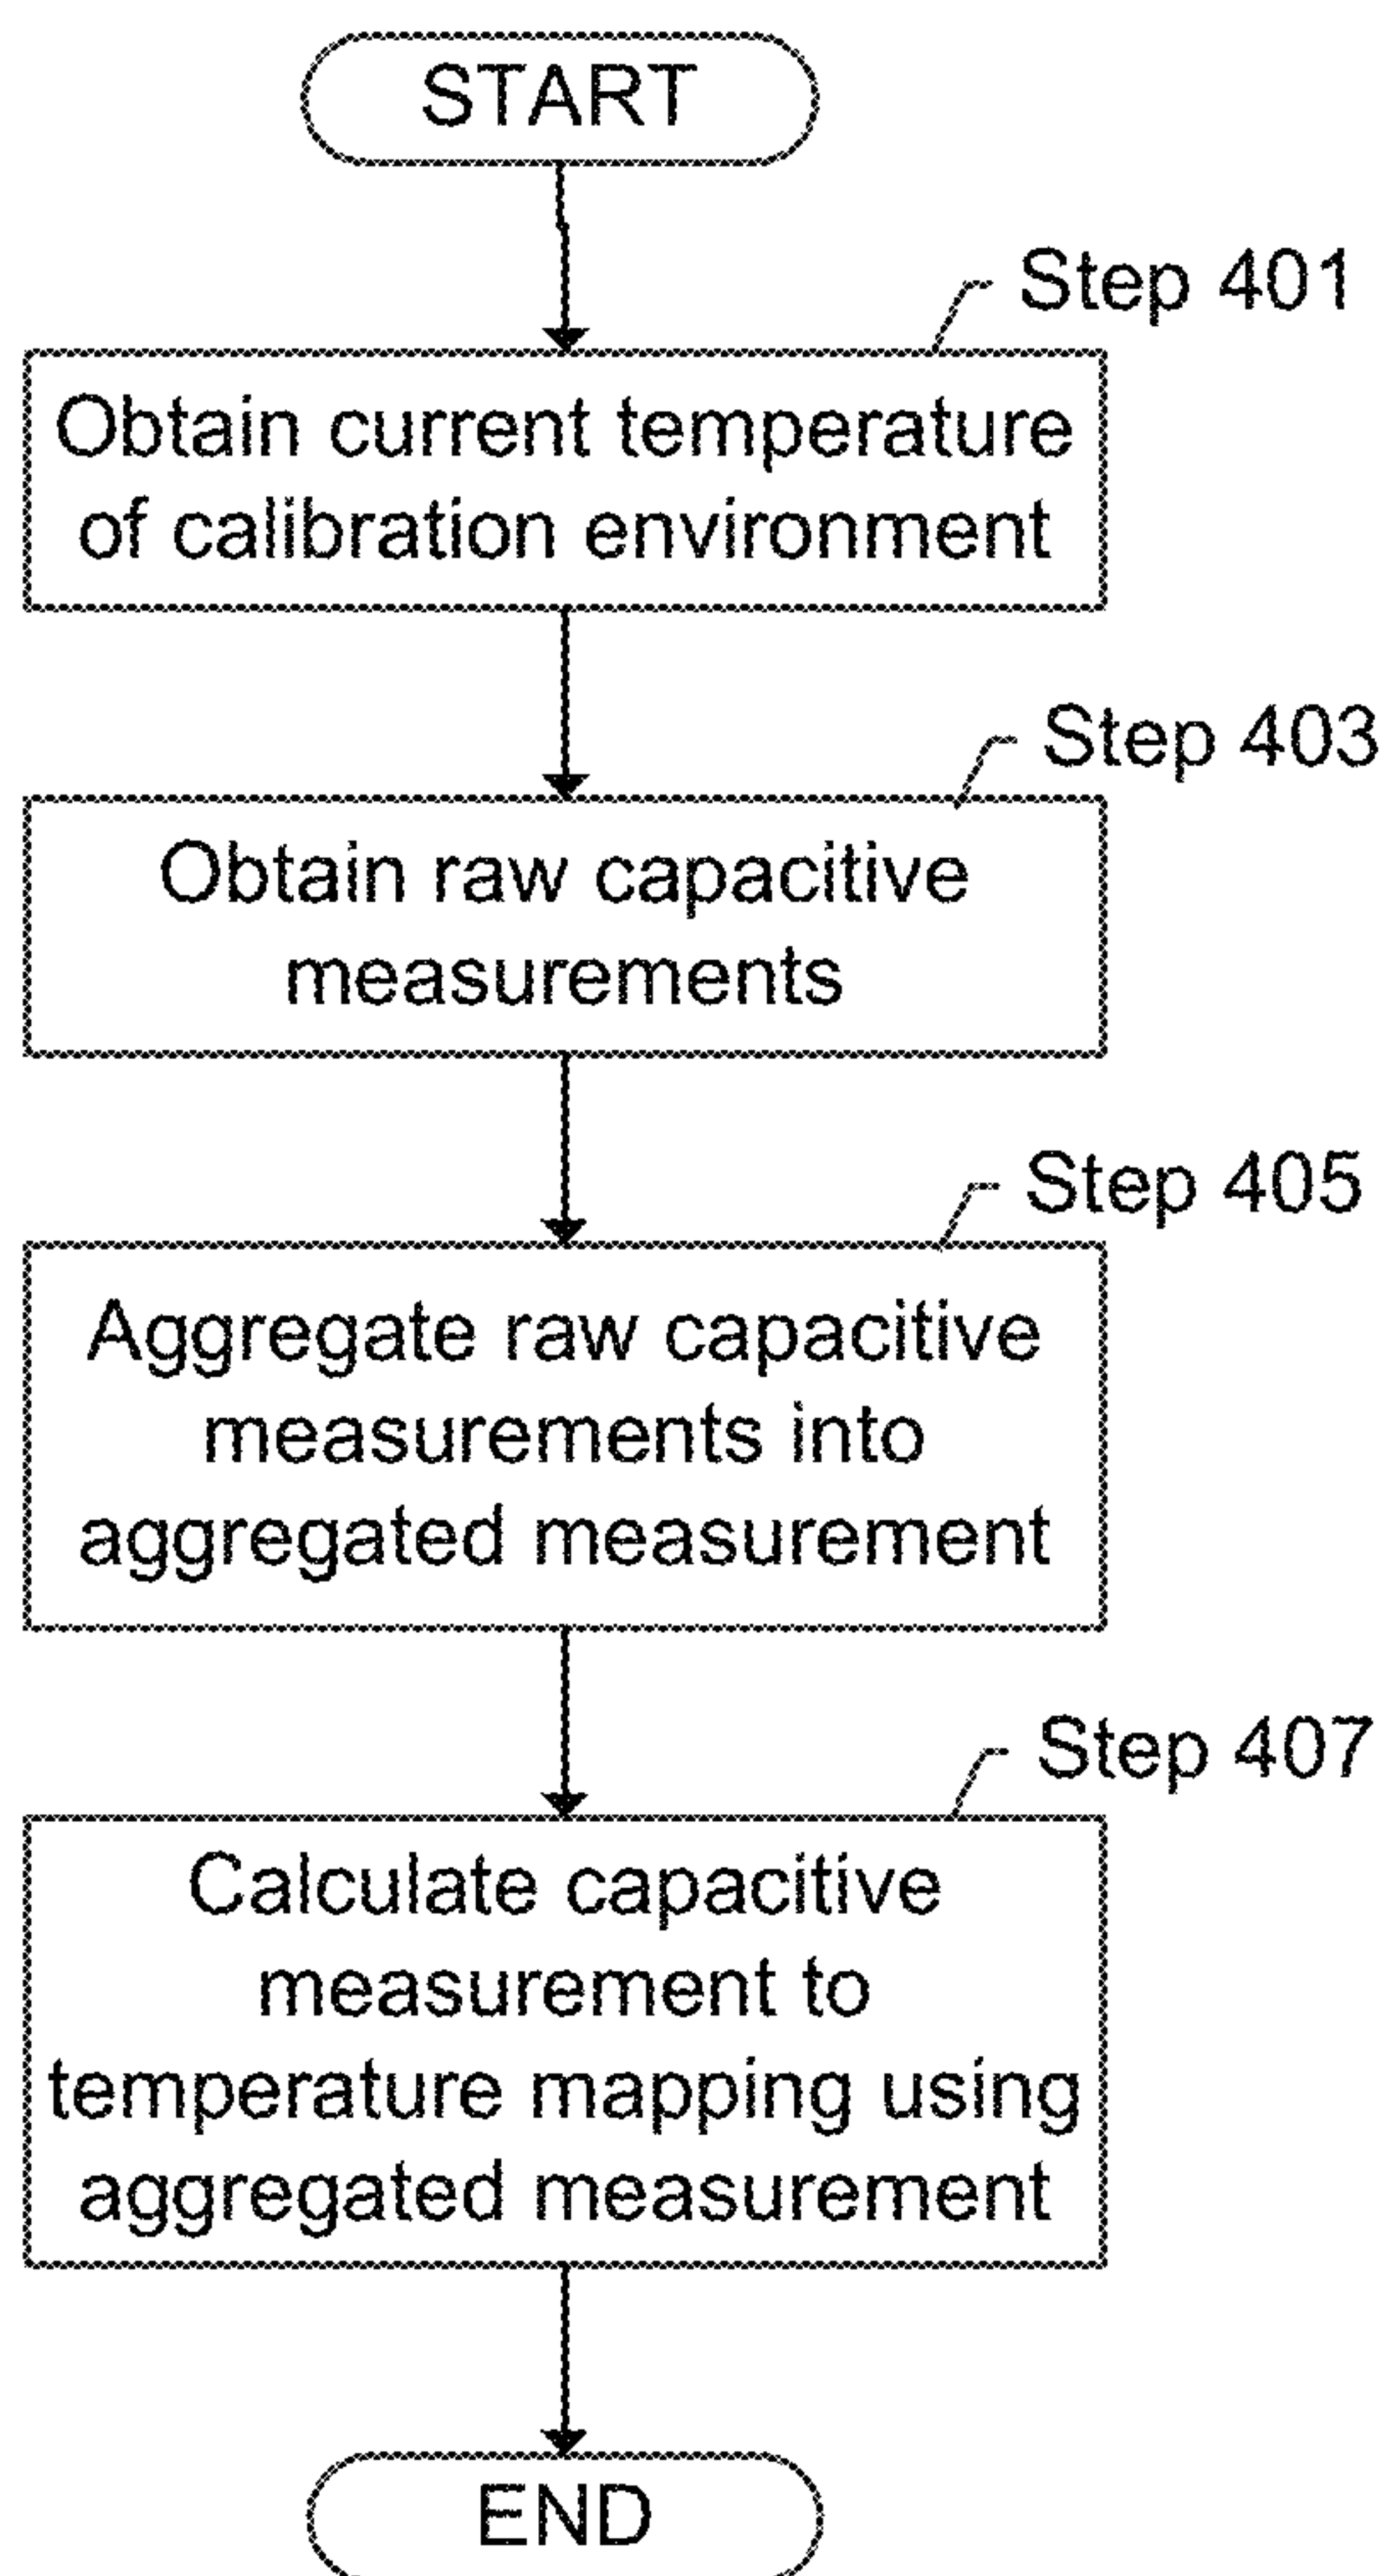 START
Step 401
Obtain current temperature
of calibration environment
Step 403
Obtain raw capacitive
measurements
Step 405
Aggregate raw capacitive
measurements into
aggregated measurement
Step 407
Calculate capacitive
measurement to
temperature mapping using
aggregated measurement
END